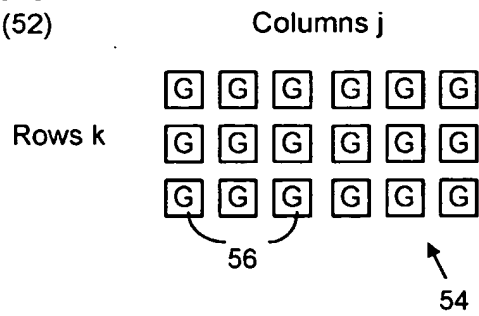 (52) Columns j
G G G G G G
Rows k G G G G G G
G G G G G G
56
54